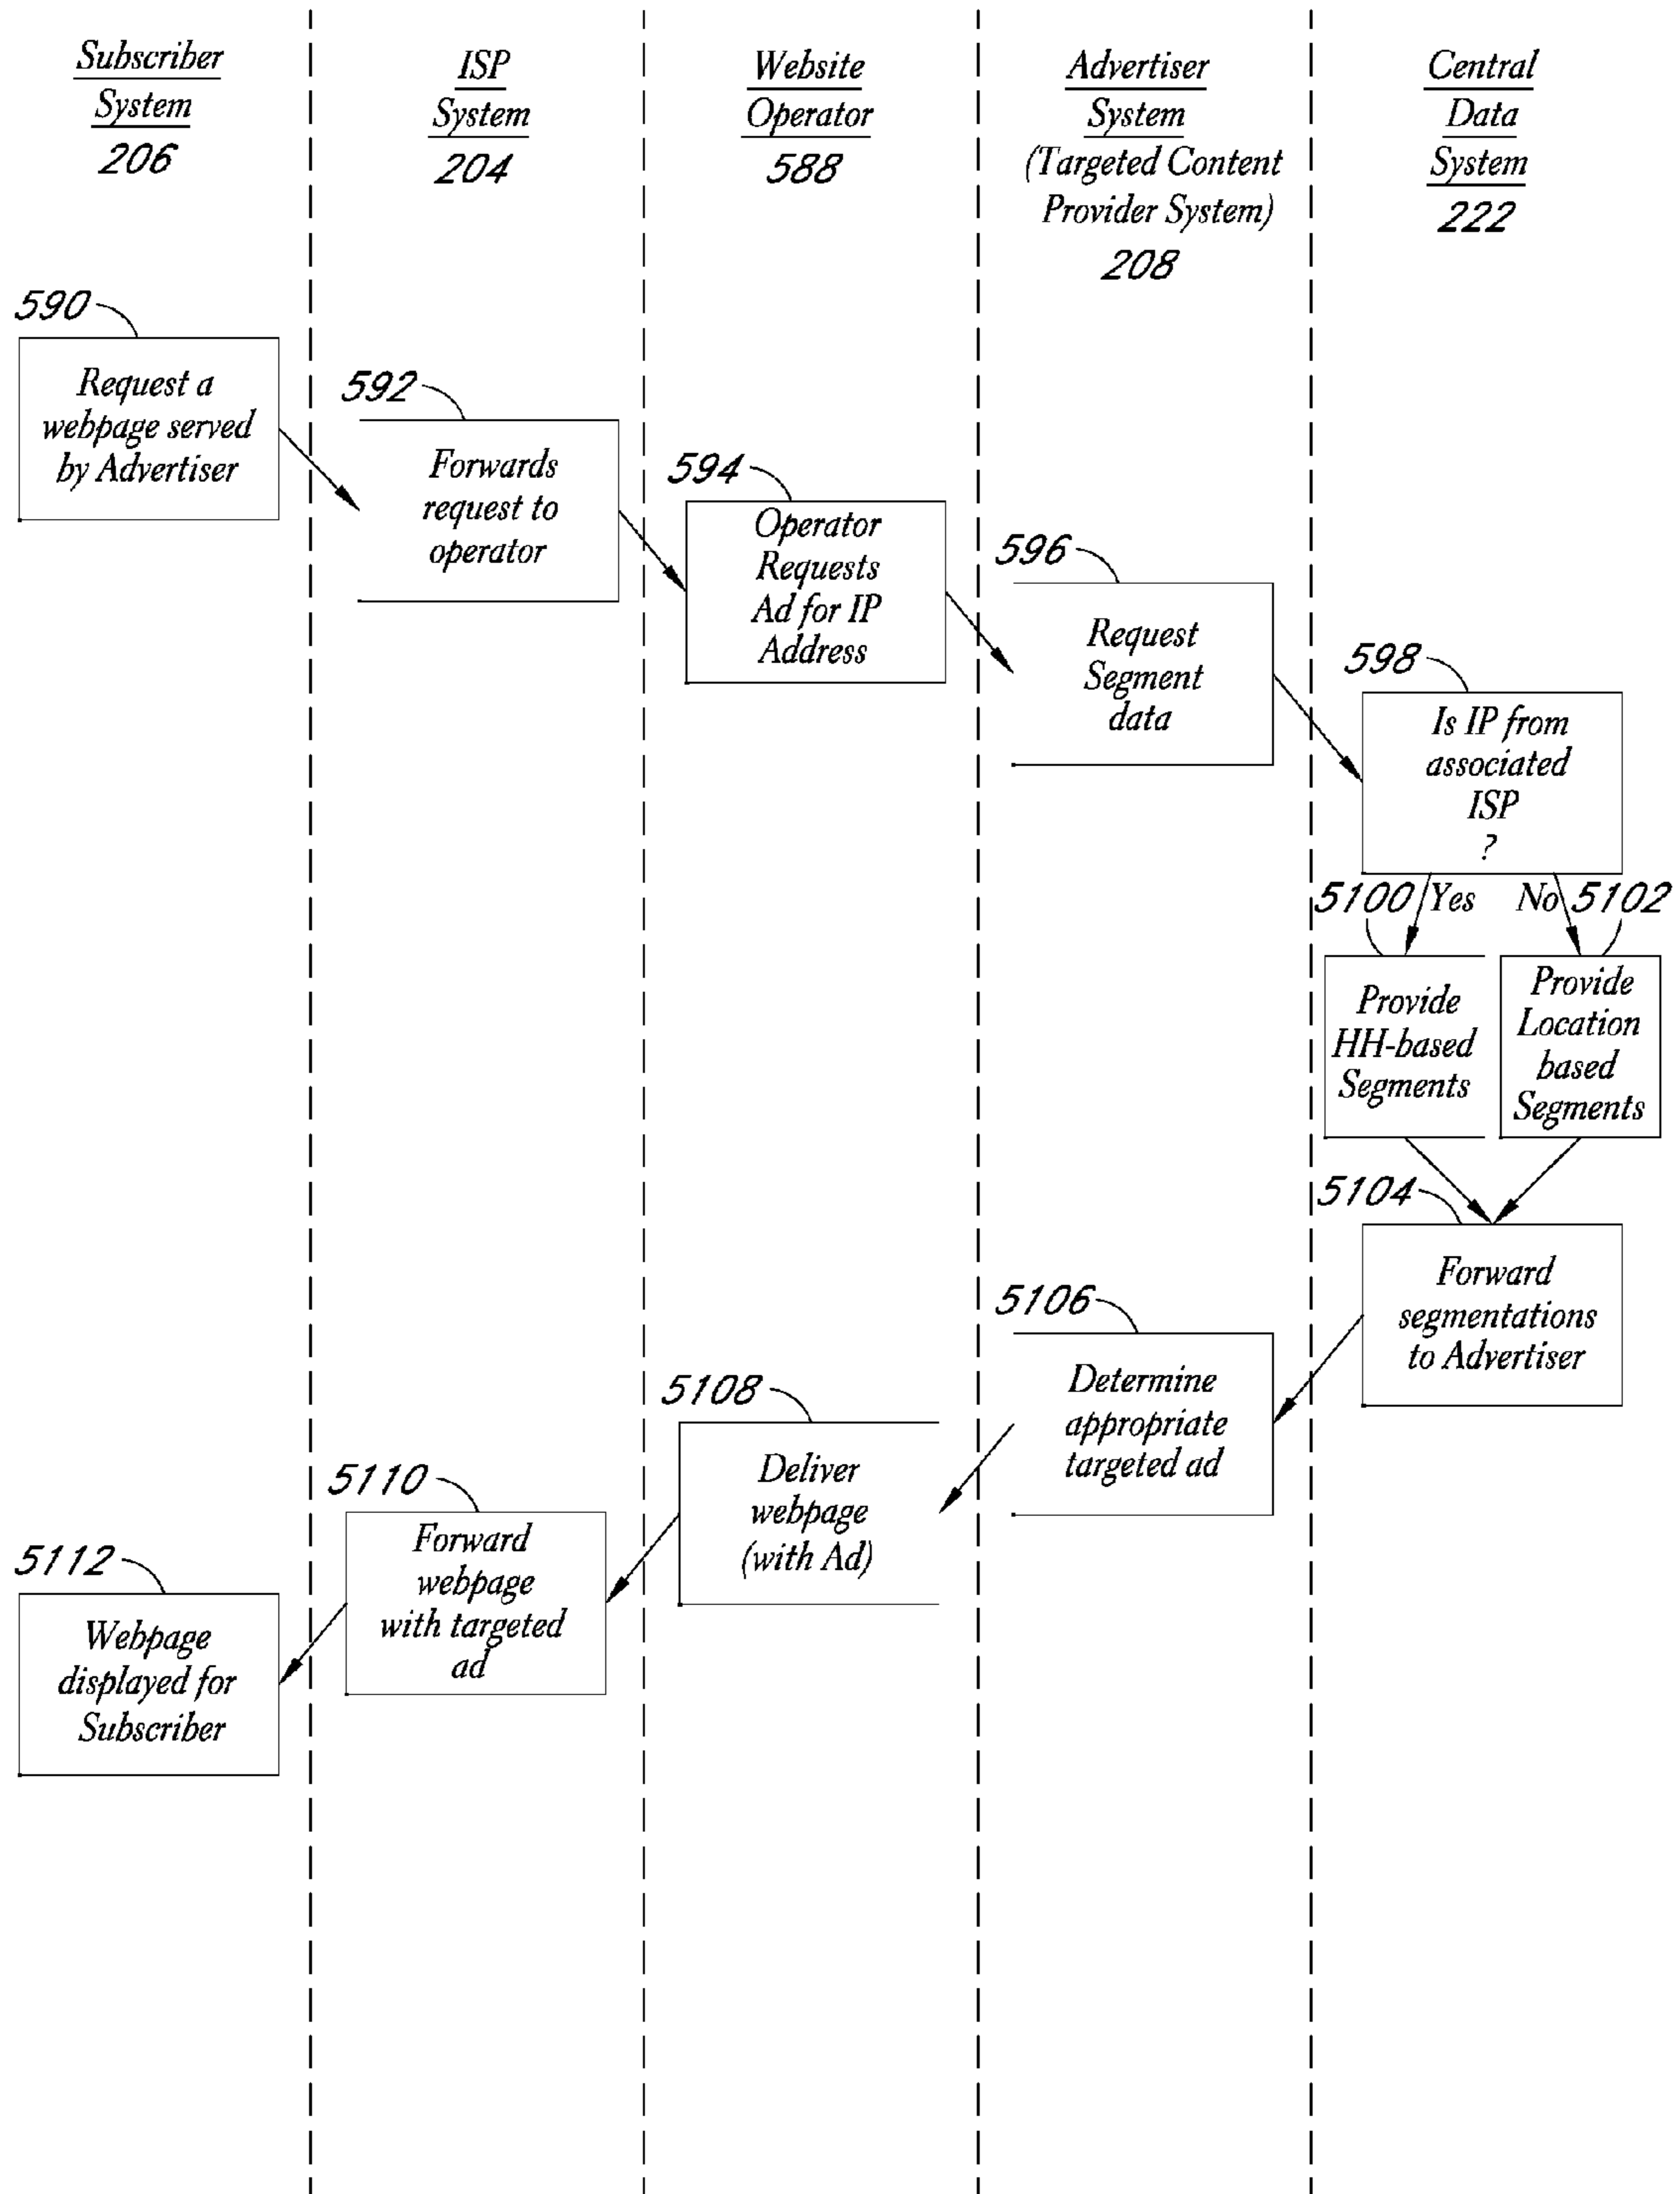 Subscriber
System
206
ISP
System
204
Website
Operator
588
Advertiser
System
(Targeted Content
Provider System)
208
Central
Data
System
222
590
Request a
webpage served
by Advertiser
592
Forwards
request to
operator
594
Operator
Requests
Ad for IP
Address
596
Request
Segment
data
598
Is IP from
associated
ISP
?
5100
Yes
No
5102
Provide
HH-based
Segments
Provide
Location
based
Segments
5104
Forward
segmentations
to Advertiser
5106
Determine
appropriate
targeted ad
5108
Deliver
webpage
(with Ad)
5110
Forward
webpage
with targeted
ad
5112
Webpage
displayed for
Subscriber